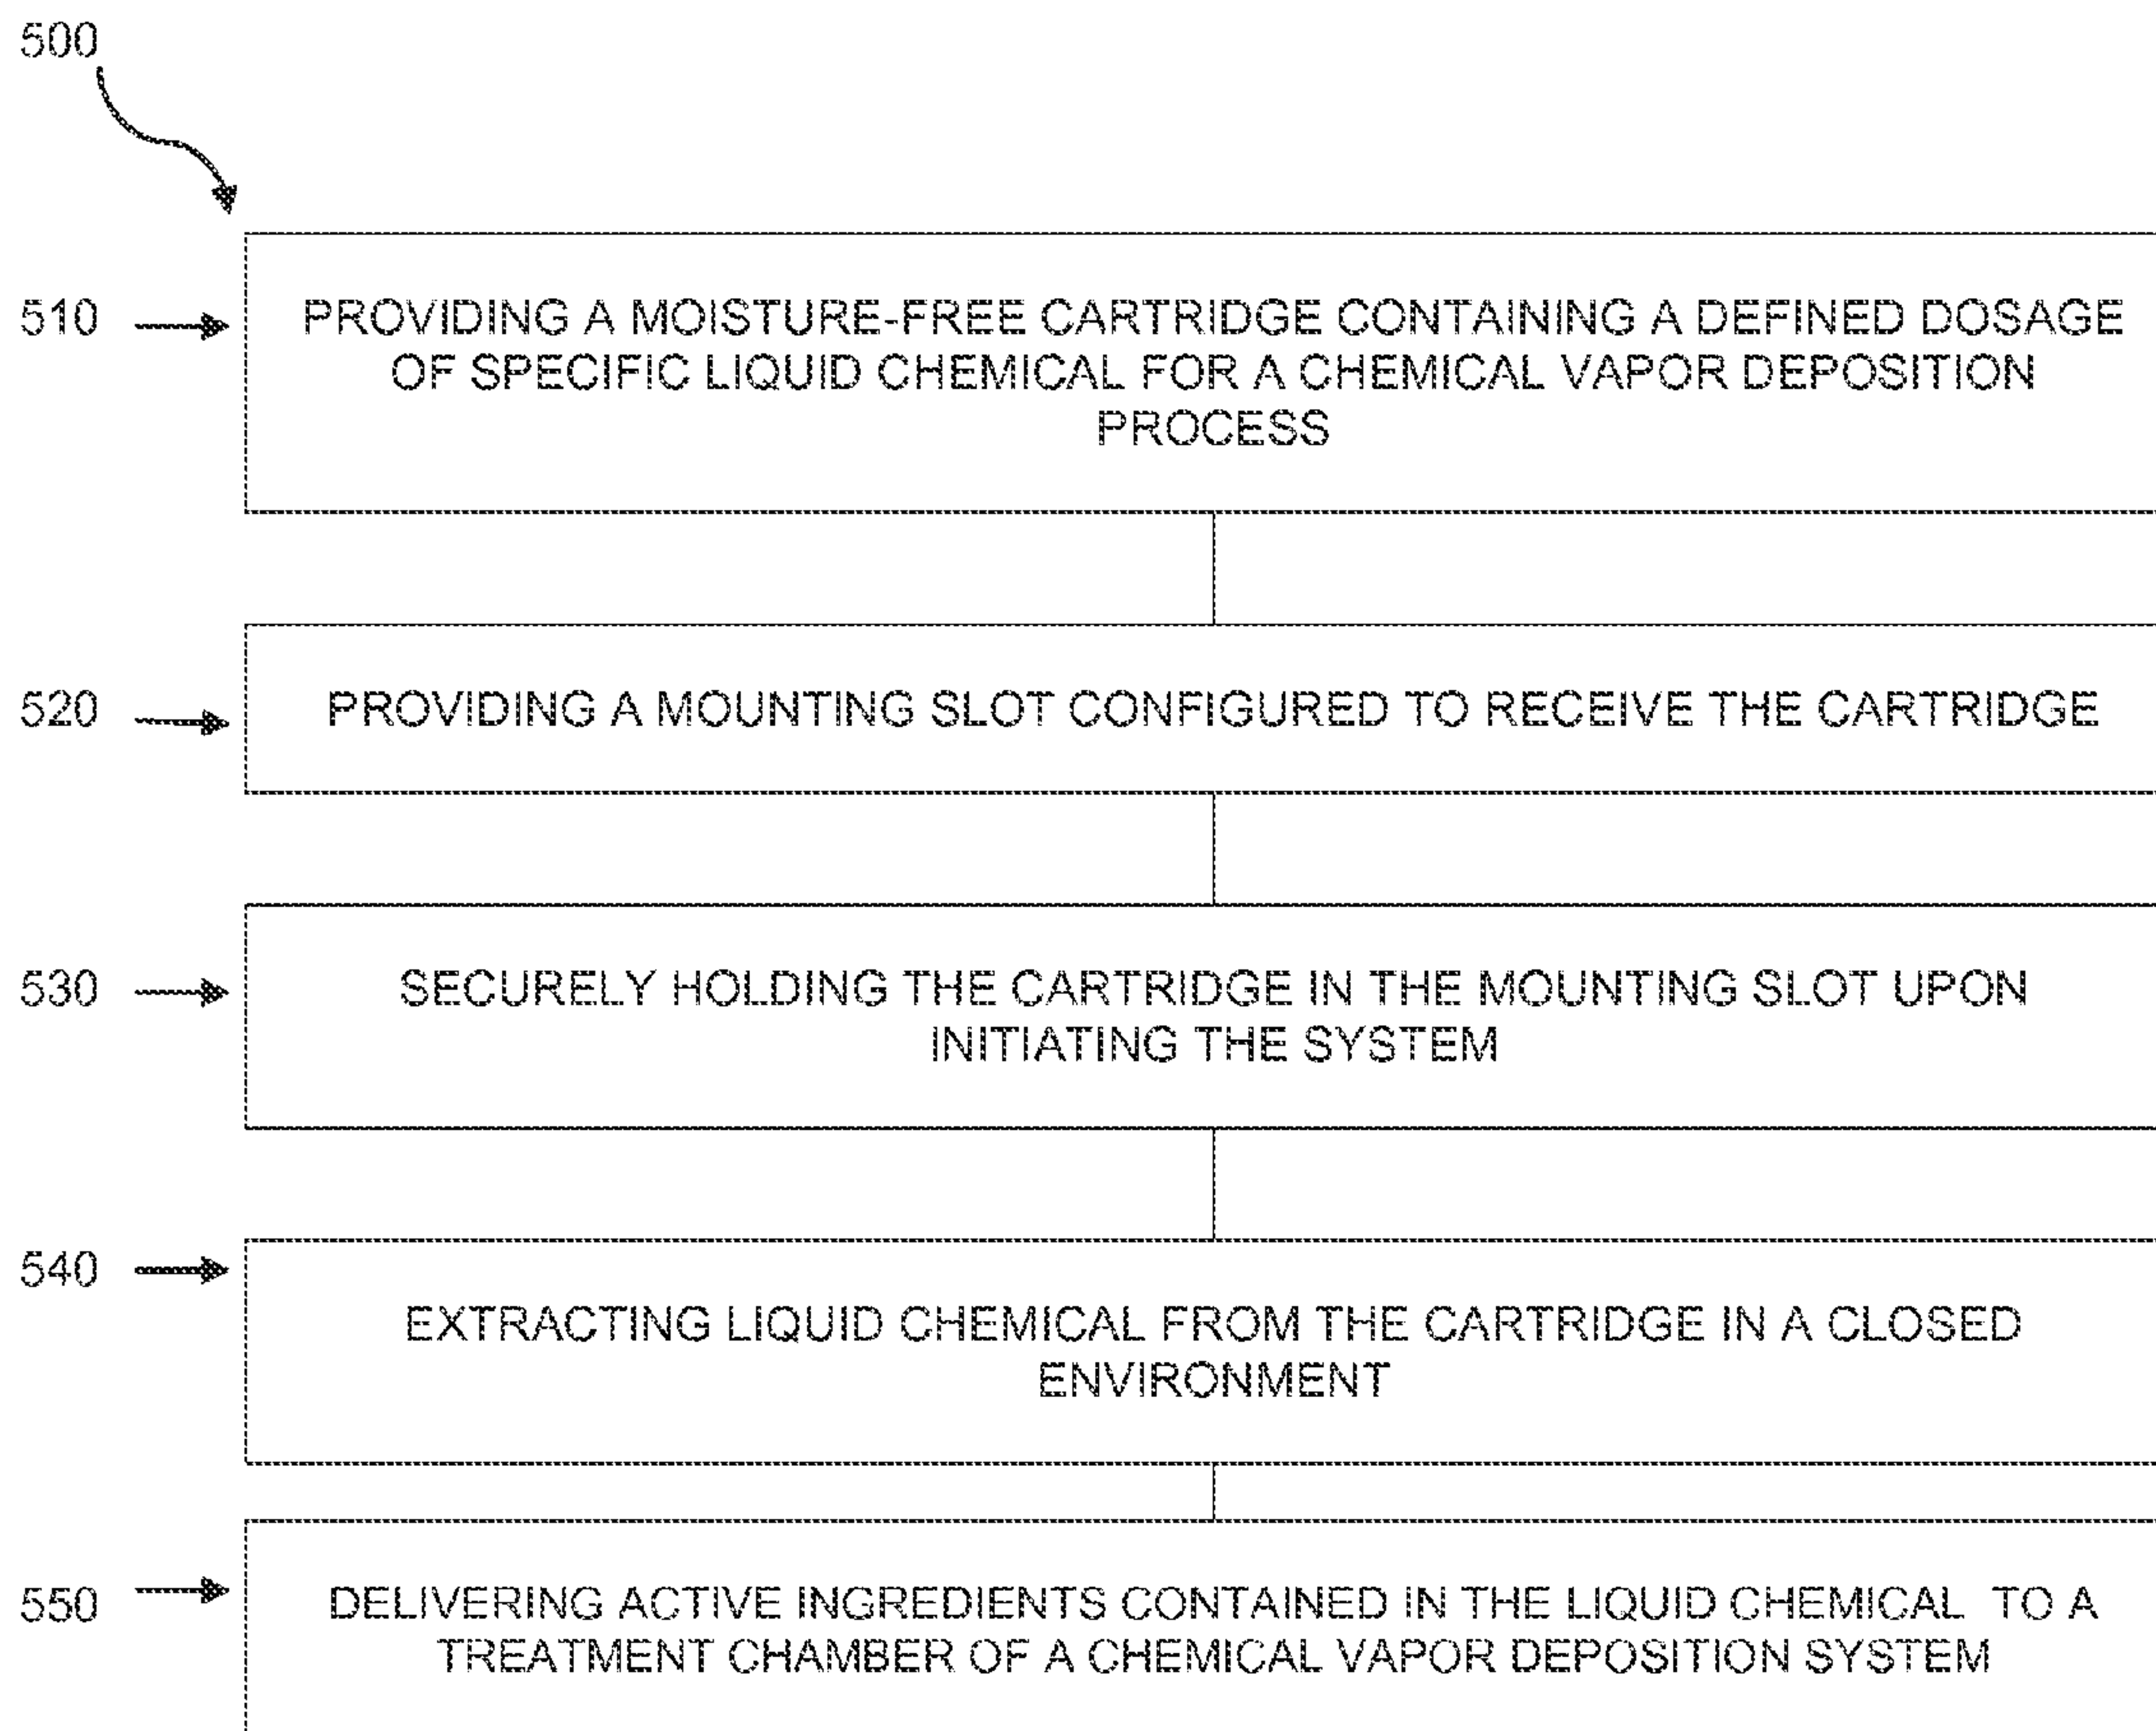 500
510
PROVIDING A MOISTURE-FREE CARTRIDGE CONTAINING A DEFINED DOSAGE
OF SPECIFIC LIQUID CHEMICAL FOR A CHEMICAL VAPOR DEPOSITION
PROCESS
520
PROVIDING A MOUNTING SLOT CONFIGURED TO RECEIVE THE CARTRIDGE
530
SECURELY HOLDING THE CARTRIDGE IN THE MOUNTING SLOT UPON
INITIATING THE SYSTEM
540
EXTRACTING LIQUID CHEMICAL FROM THE CARTRIDGE IN A CLOSED
ENVIRONMENT
550
DELIVERING ACTIVE INGREDIENTS CONTAINED IN THE LIQUID CHEMICAL TO A
TREATMENT CHAMBER OF A CHEMICAL VAPOR DEPOSITION SYSTEM